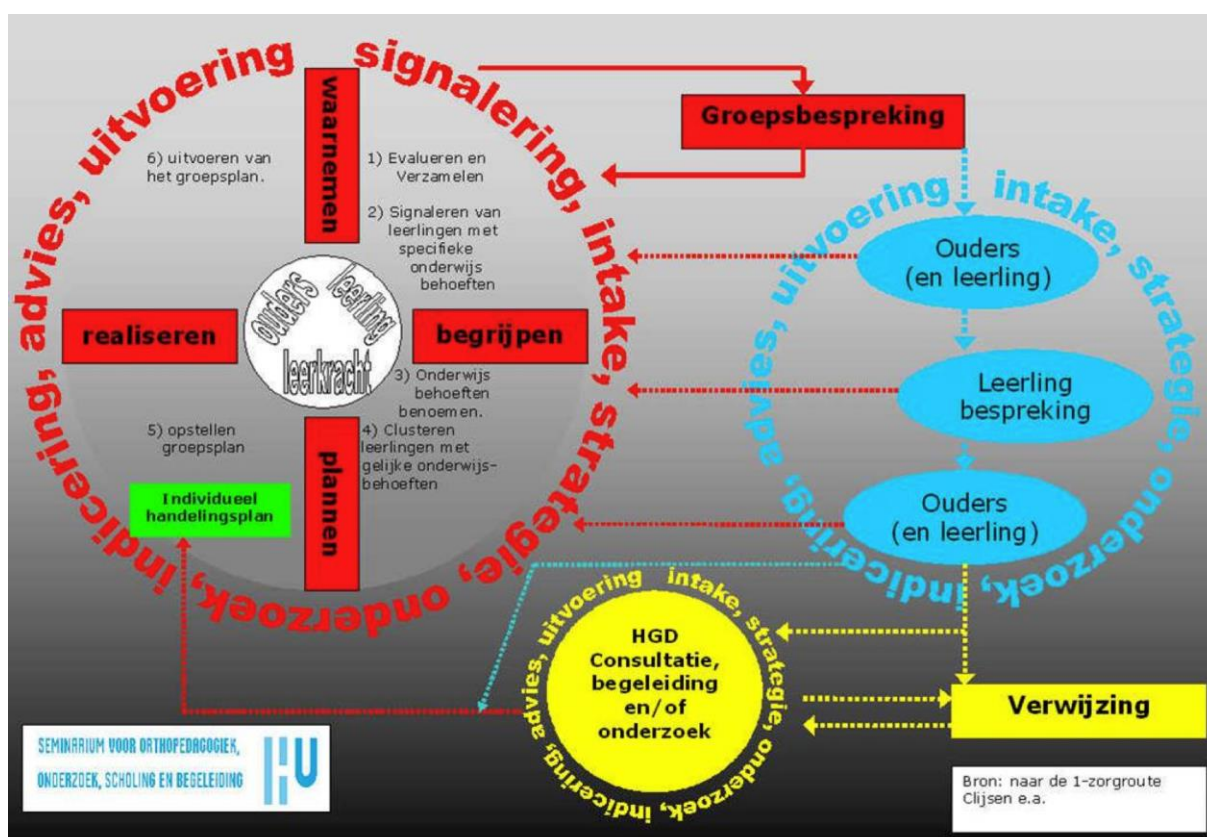 signalering, intake, strategie, onderzoek, indicering, advies, uitvoering
waarnemen
6) uitvoeren van
het groepsplan.
1) Evalueren en
Verzamelen
2) Signaleren van
leerlingen met
specifieke
onderwijs
behoeften
ouders
leerling
leerkracht
realiseren
begrijpen
3) Onderwijs
behoeften
benoemen.
4) Clusteren
leerlingen met
gelijke onderwijs-
behoeften
5) opstellen
groepsplan
plannen
Individueel
handelingsplan
Groepsbespreking
intake, strategie, onderzoek, indicering, advies, uitvoering
Ouders
(en leerling)
Leerling
bespreking
Ouders
(en leerling)
intake, strategie, onderzoek, indicering, advies, uitvoering
HGD
Consultatie,
begeleiding
en/of
onderzoek
Verwijzing
SEMINARIUM VOOR ORTHOPEDAGOGIEK,
ONDERZOEK, SCHOLING EN BEGELEIDING
HU
Bron: naar de 1-zorgroute
Clijsen e.a.